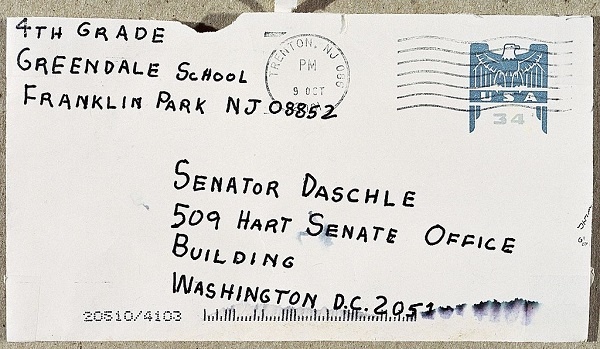 4TH GRADE
GREENDALE SCHOOL
FRANKLIN PARK NJ 08852
TRENTON, NJ
PM
9 OCT
USA
34
SENATOR DASCHLE
509 HART SENATE OFFICE
BUILDING
WASHINGTON D.C. 2051
20510/4103